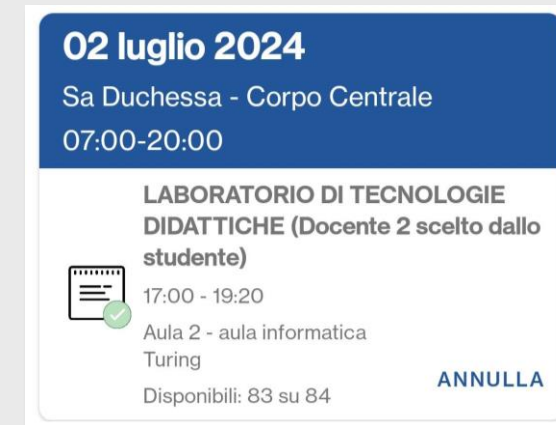 02 luglio 2024
Sa Duchessa - Corpo Centrale
07:00-20:00
LABORATORIO DI TECNOLOGIE
DIDATTICHE (Docente 2 scelto dallo
studente)
17:00 - 19:20
Aula 2 - aula informatica
Turing
Disponibili: 83 su 84
ANNULLA